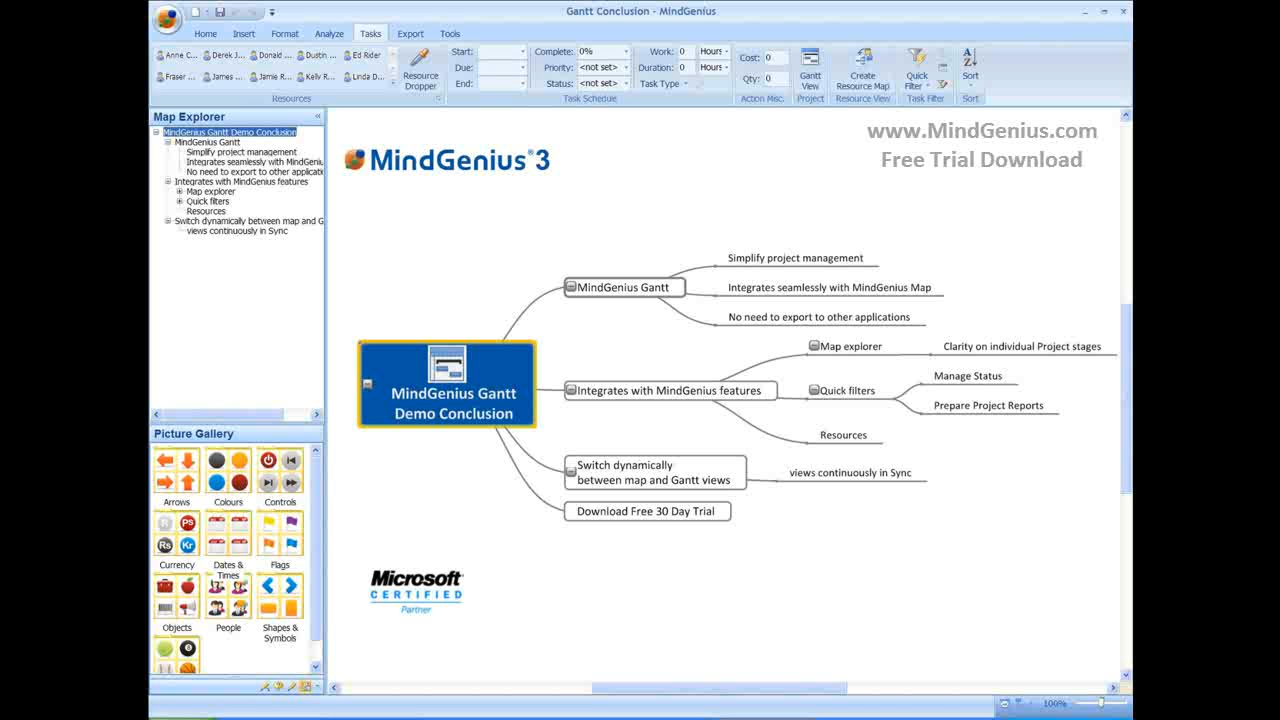 Gantt Conclusion - MindGenius
Home Insert Format Analyze Tasks Export Tools
Anne C... Derek J... Donald ... Dustin ... Ed Rider
Fraser ... James ... Jamie R... Kelly R... Linda D...
Resource
Dropper
Resources
Start:
Due:
End:
Complete: 0%
Priority: <not set>
Status: <not set>
Work: 0 Hours
Duration: 0 Hours
Task Type
Task Schedule
Cost: 0
Qty: 0
Action Misc.
Gantt
View
Project
Create
Resource Map
Resource View
Quick
Filter
Task Filter
Sort
Sort
Map Explorer
MindGenius Gantt Demo Conclusion
MindGenius Gantt
Simplify project management
Integrates seamlessly with MindGeniu
No need to export to other applicatio
Integrates with MindGenius features
Map explorer
Quick filters
Resources
Switch dynamically between map and G
views continuously in Sync
www.MindGenius.com
Free Trial Download
MindGenius® 3
Simplify project management
MindGenius Gantt
Integrates seamlessly with MindGenius Map
No need to export to other applications
Map explorer
Clarity on individual Project stages
MindGenius Gantt
Demo Conclusion
Integrates with MindGenius features
Quick filters
Manage Status
Prepare Project Reports
Resources
Switch dynamically
between map and Gantt views
views continuously in Sync
Download Free 30 Day Trial
Microsoft
CERTIFIED
Partner
Picture Gallery
Arrows
Colours
Controls
R PS
Rs Kr
Currency
Dates &
Times
Flags
Objects
People
Shapes &
Symbols
8
100%